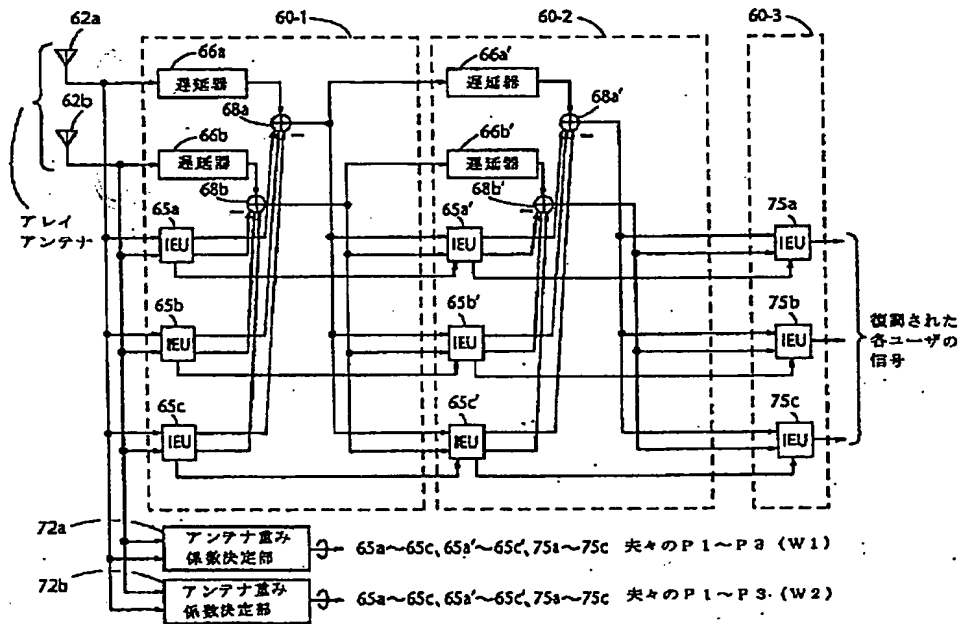 62a
60-1
60-2
60-3
66a
66a'
遅延器
遅延器
62b
68a
68a'
66b
66b'
遅延器
遅延器
68b
68b'
アレイ
アンテナ
65a
IEU
65a'
IEU
75a
IEU
65b
IEU
65b'
IEU
75b
IEU
復調された
各ユーザの
信号
65c
IEU
65c'
IEU
75c
IEU
72a
アンテナ重み
係数決定部
65a～65c、65a'～65c'、75a～75c 夫々のP1～P3 (W1)
72b
アンテナ重み
係数決定部
65a～65c、65a'～65c'、75a～75c 夫々のP1～P3 (W2)